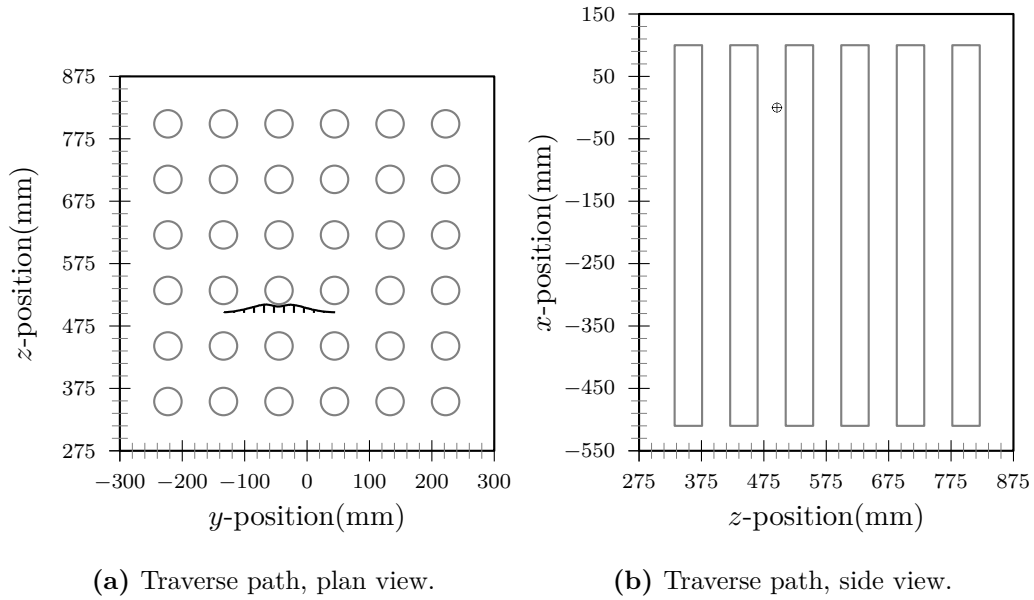 875
775
675
575
475
375
275
−300 −200 −100 0 100 200 300
z-position(mm)
y-position(mm)
(a) Traverse path, plan view.
150
50
−50
−150
−250
−350
−450
−550
275 375 475 575 675 775 875
x-position(mm)
z-position(mm)
(b) Traverse path, side view.